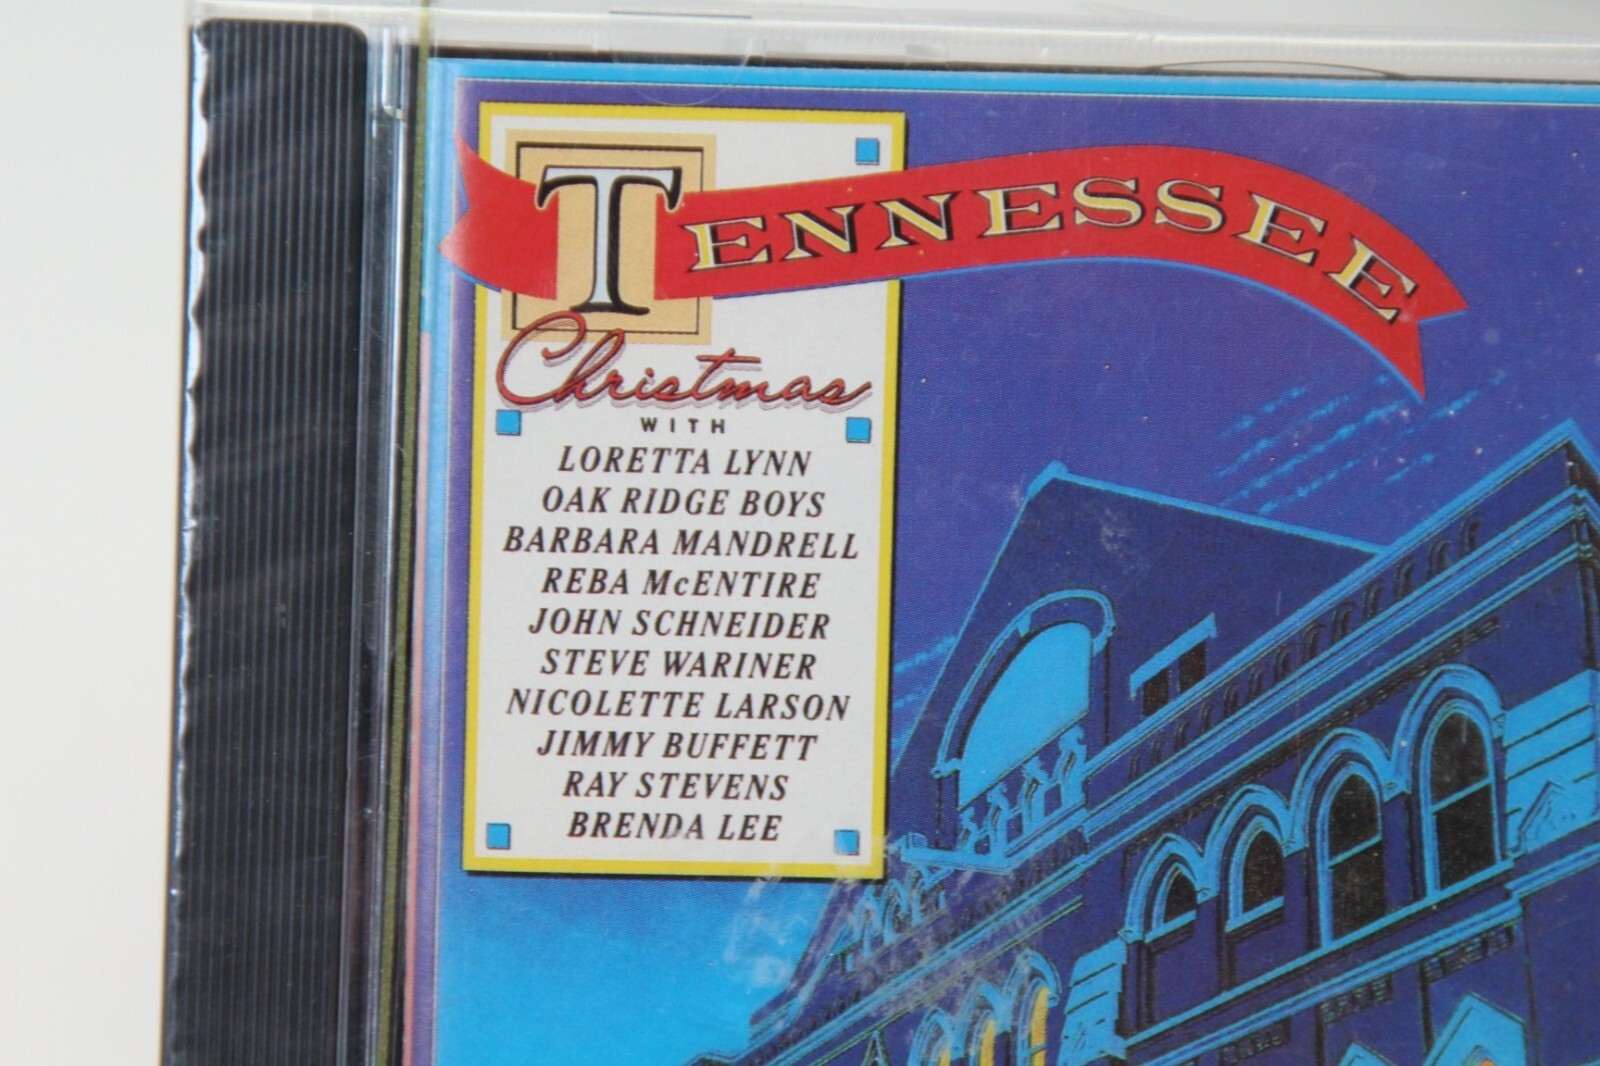 TENNESSEE
Christmas
WITH
LORETTA LYNN
OAK RIDGE BOYS
BARBARA MANDRELL
REBA McENTIRE
JOHN SCHNEIDER
STEVE WARINER
NICOLETTE LARSON
JIMMY BUFFETT
RAY STEVENS
BRENDA LEE